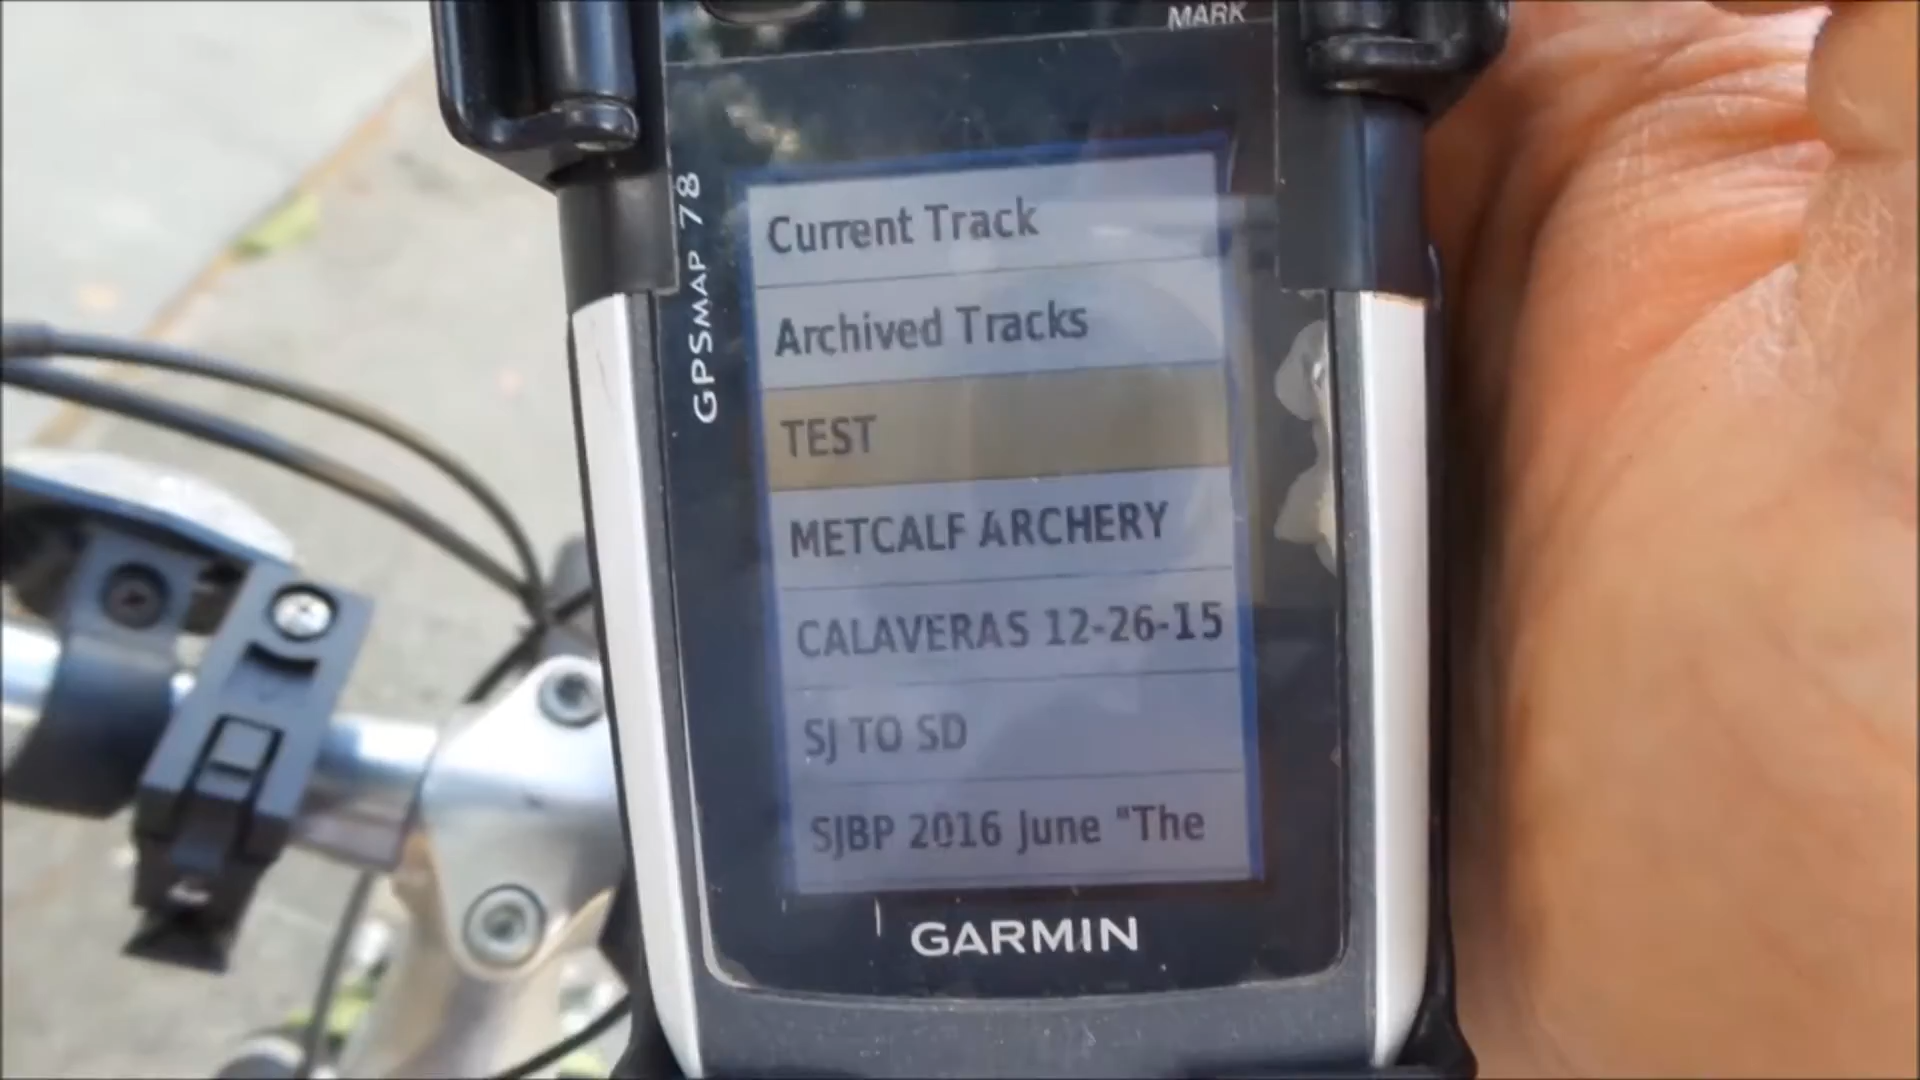 MARK
GPSMAP 78
Current Track
Archived Tracks
TEST
METCALF ARCHERY
CALAVERAS 12-26-15
SJ TO SD
SJBP 2016 June "The
GARMIN